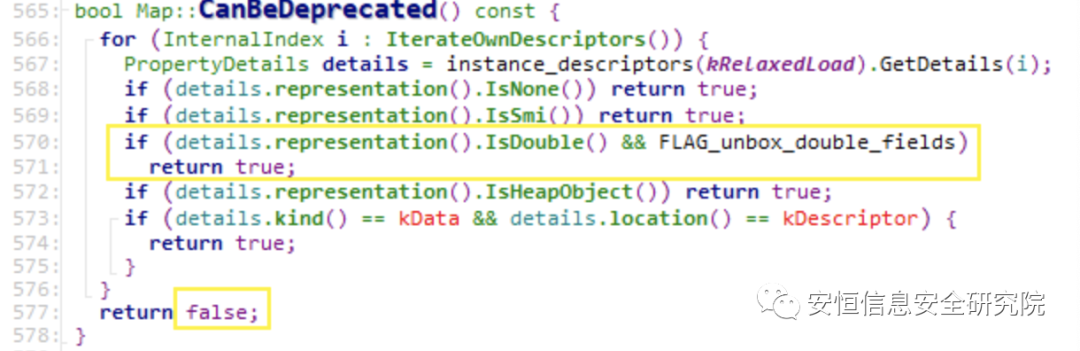 565: bool Map::CanBeDeprecated() const {
566: for (InternalIndex i : IterateOwnDescriptors()) {
567: PropertyDetails details = instance_descriptors(kRelaxedLoad).GetDetails(i);
568: if (details.representation().IsNone()) return true;
569: if (details.representation().IsSmi()) return true;
570: if (details.representation().IsDouble() && FLAG_unbox_double_fields)
571: return true;
572: if (details.representation().IsHeapObject()) return true;
573: if (details.kind() == kData && details.location() == kDescriptor) {
574: return true;
575: }
576: }
577: return false;
578: }
安恒信息安全研究院